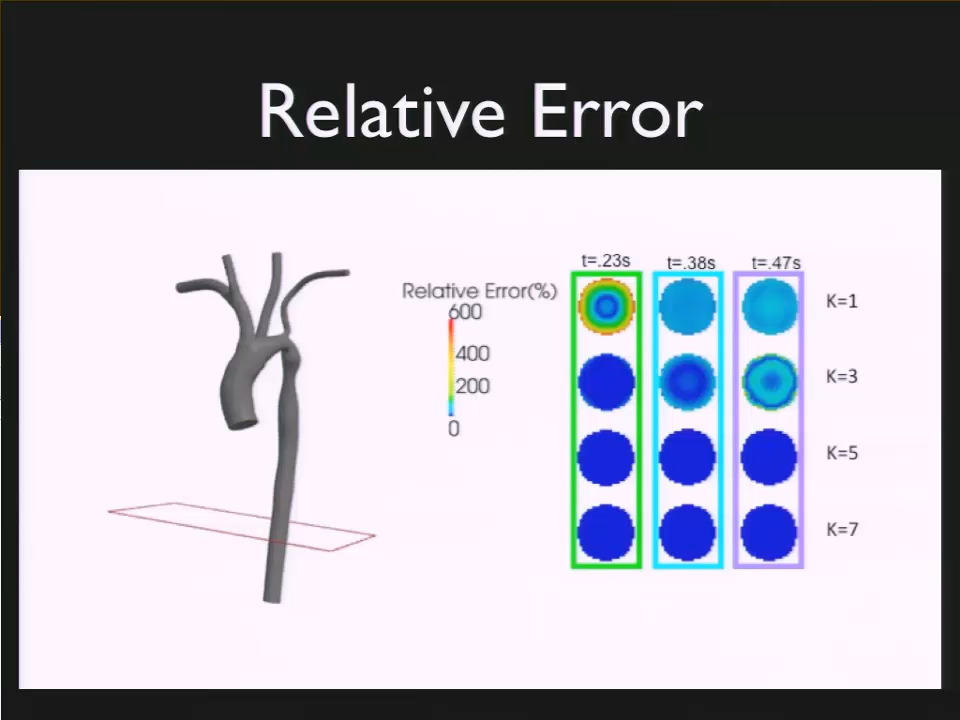 Relative Error
t=.23s t=.38s t=.47s
Relative Error(%)
600
400
200
0
K=1
K=3
K=5
K=7